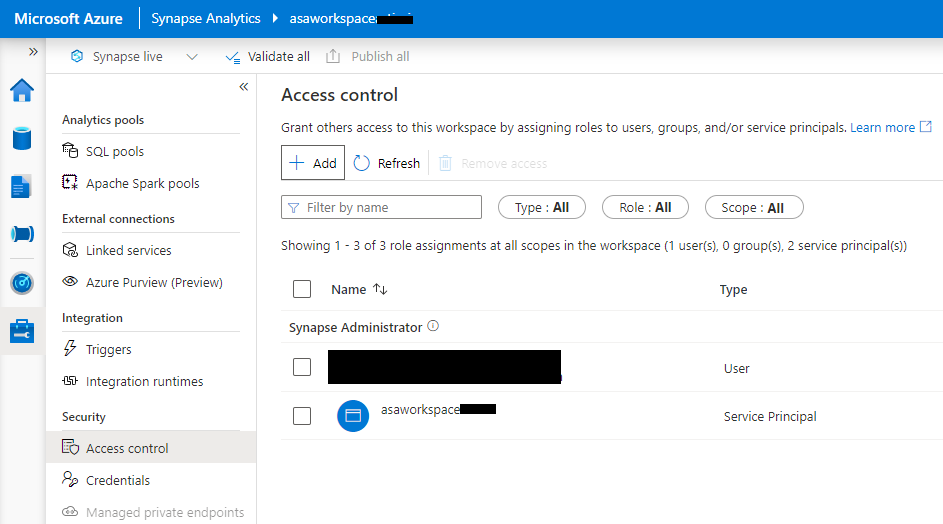 Microsoft Azure Synapse Analytics asaworkspace
Synapse live Validate all Publish all
Analytics pools
SQL pools
Apache Spark pools
External connections
Linked services
Azure Purview (Preview)
Integration
Triggers
Integration runtimes
Security
Access control
Credentials
Managed private endpoints
Access control
Grant others access to this workspace by assigning roles to users, groups, and/or service principals. Learn more
Add Refresh Remove access
Filter by name Type : All Role : All Scope : All
Showing 1 - 3 of 3 role assignments at all scopes in the workspace (1 user(s), 0 group(s), 2 service principal(s))
Name Type
Synapse Administrator
User
asaworkspace Service Principal